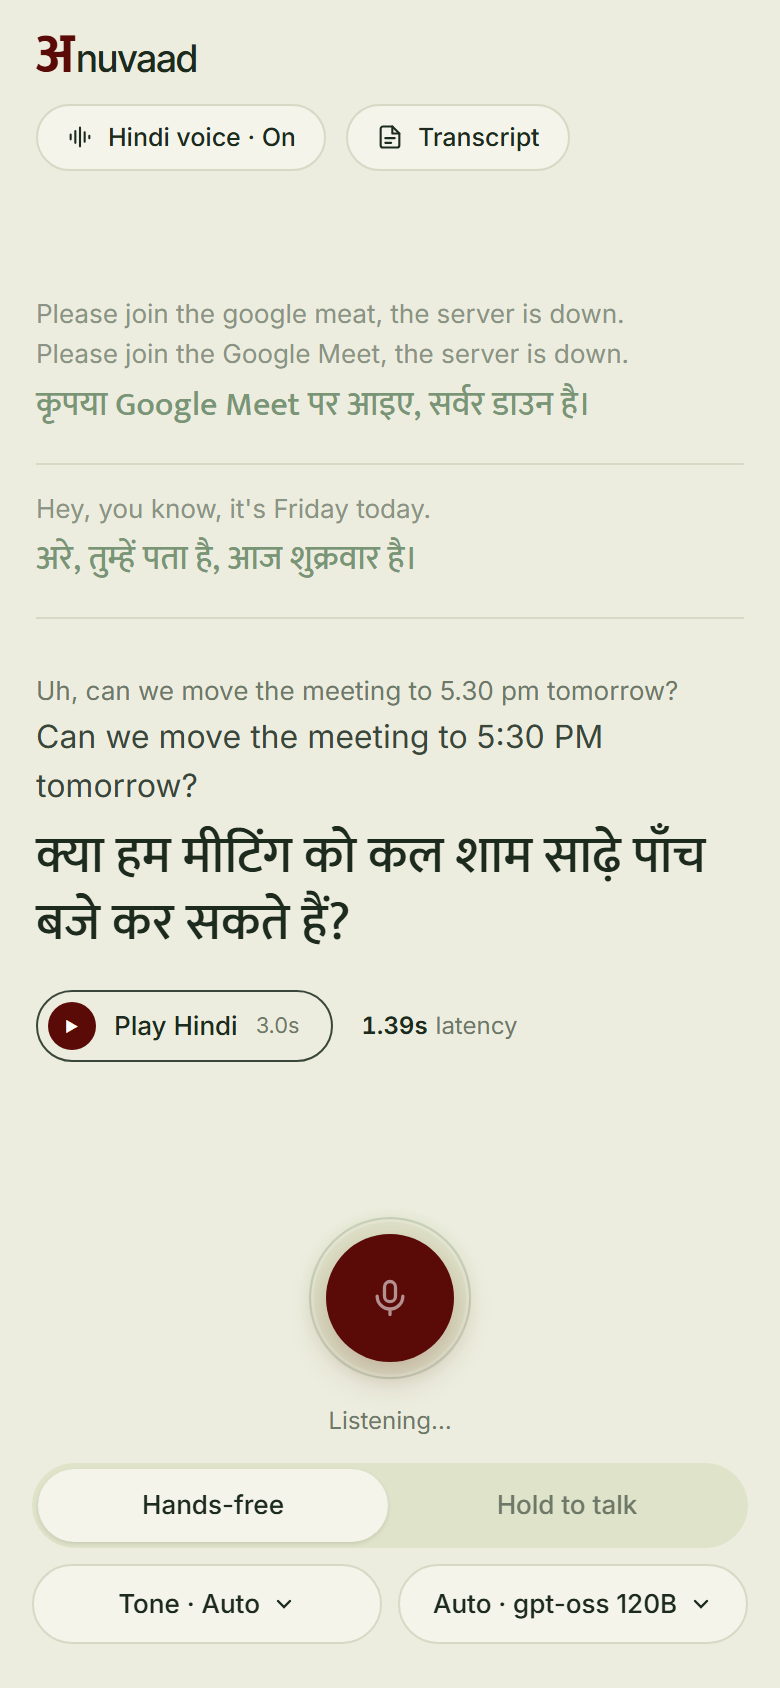 अnuvaad
Hindi voice · On
Transcript
Please join the google meat, the server is down.
Please join the Google Meet, the server is down.
कृपया Google Meet पर आइए, सर्वर डाउन है।
Hey, you know, it's Friday today.
अरे, तुम्हें पता है, आज शुक्रवार है।
Uh, can we move the meeting to 5.30 pm tomorrow?
Can we move the meeting to 5:30 PM
tomorrow?
क्या हम मीटिंग को कल शाम साढ़े पाँच
बजे कर सकते हैं?
Play Hindi 3.0s
1.39s latency
Listening...
Hands-free
Hold to talk
Tone · Auto
Auto · gpt-oss 120B